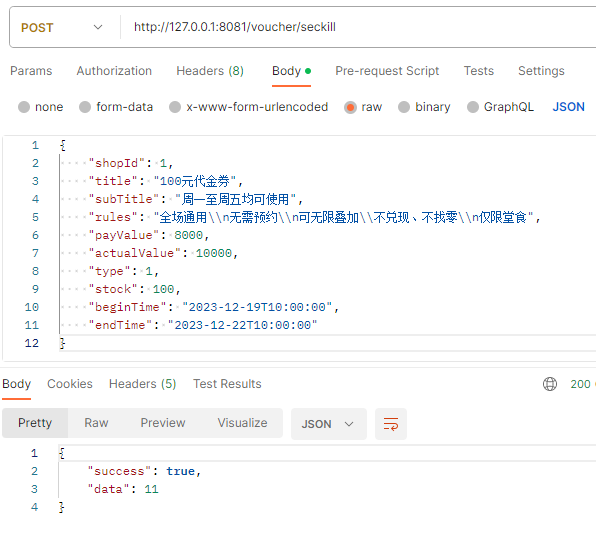 POST http://127.0.0.1:8081/voucher/seckill
Params Authorization Headers (8) Body Pre-request Script Tests Settings
none form-data x-www-form-urlencoded raw binary GraphQL JSON
1 {
2 "shopId": 1,
3 "title": "100元代金券",
4 "subTitle": "周一至周五均可使用",
5 "rules": "全场通用\\n无需预约\\n可无限叠加\\不兑现、不找零\\n仅限堂食",
6 "payValue": 8000,
7 "actualValue": 10000,
8 "type": 1,
9 "stock": 100,
10 "beginTime": "2023-12-19T10:00:00",
11 "endTime": "2023-12-22T10:00:00"
12 }
Body Cookies Headers (5) Test Results 200
Pretty Raw Preview Visualize JSON
1 {
2 "success": true,
3 "data": 11
4 }